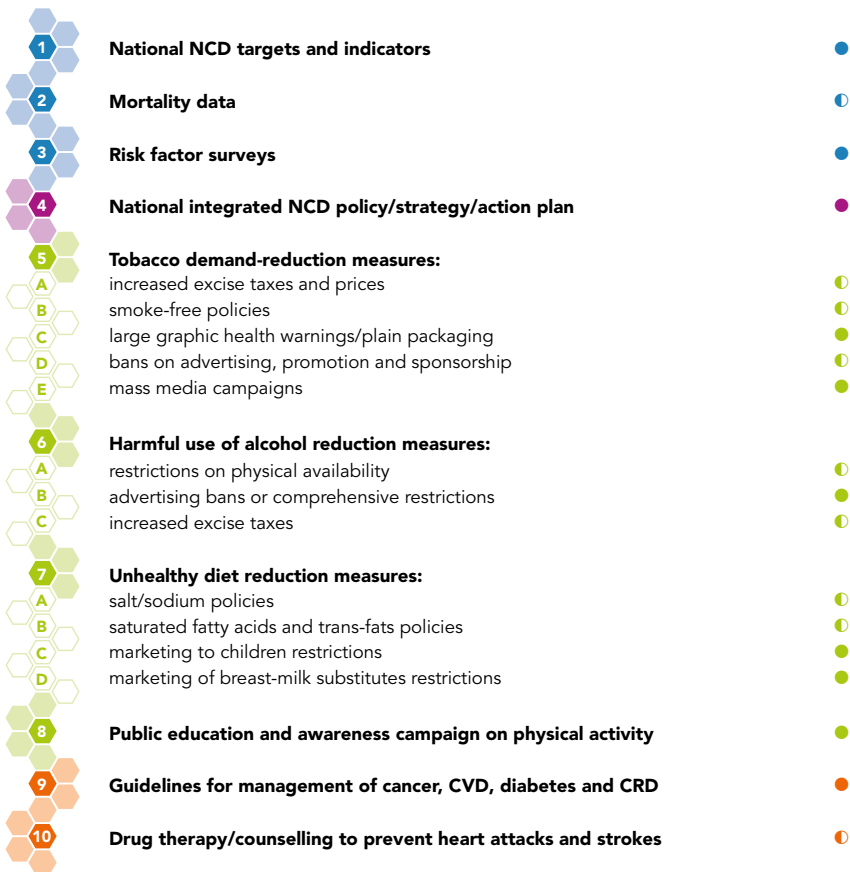 1 National NCD targets and indicators
2 Mortality data
3 Risk factor surveys
4 National integrated NCD policy/strategy/action plan
5 Tobacco demand-reduction measures:
A increased excise taxes and prices
B smoke-free policies
C large graphic health warnings/plain packaging
D bans on advertising, promotion and sponsorship
E mass media campaigns
6 Harmful use of alcohol reduction measures:
A restrictions on physical availability
B advertising bans or comprehensive restrictions
C increased excise taxes
7 Unhealthy diet reduction measures:
A salt/sodium policies
B saturated fatty acids and trans-fats policies
C marketing to children restrictions
D marketing of breast-milk substitutes restrictions
8 Public education and awareness campaign on physical activity
9 Guidelines for management of cancer, CVD, diabetes and CRD
10 Drug therapy/counselling to prevent heart attacks and strokes